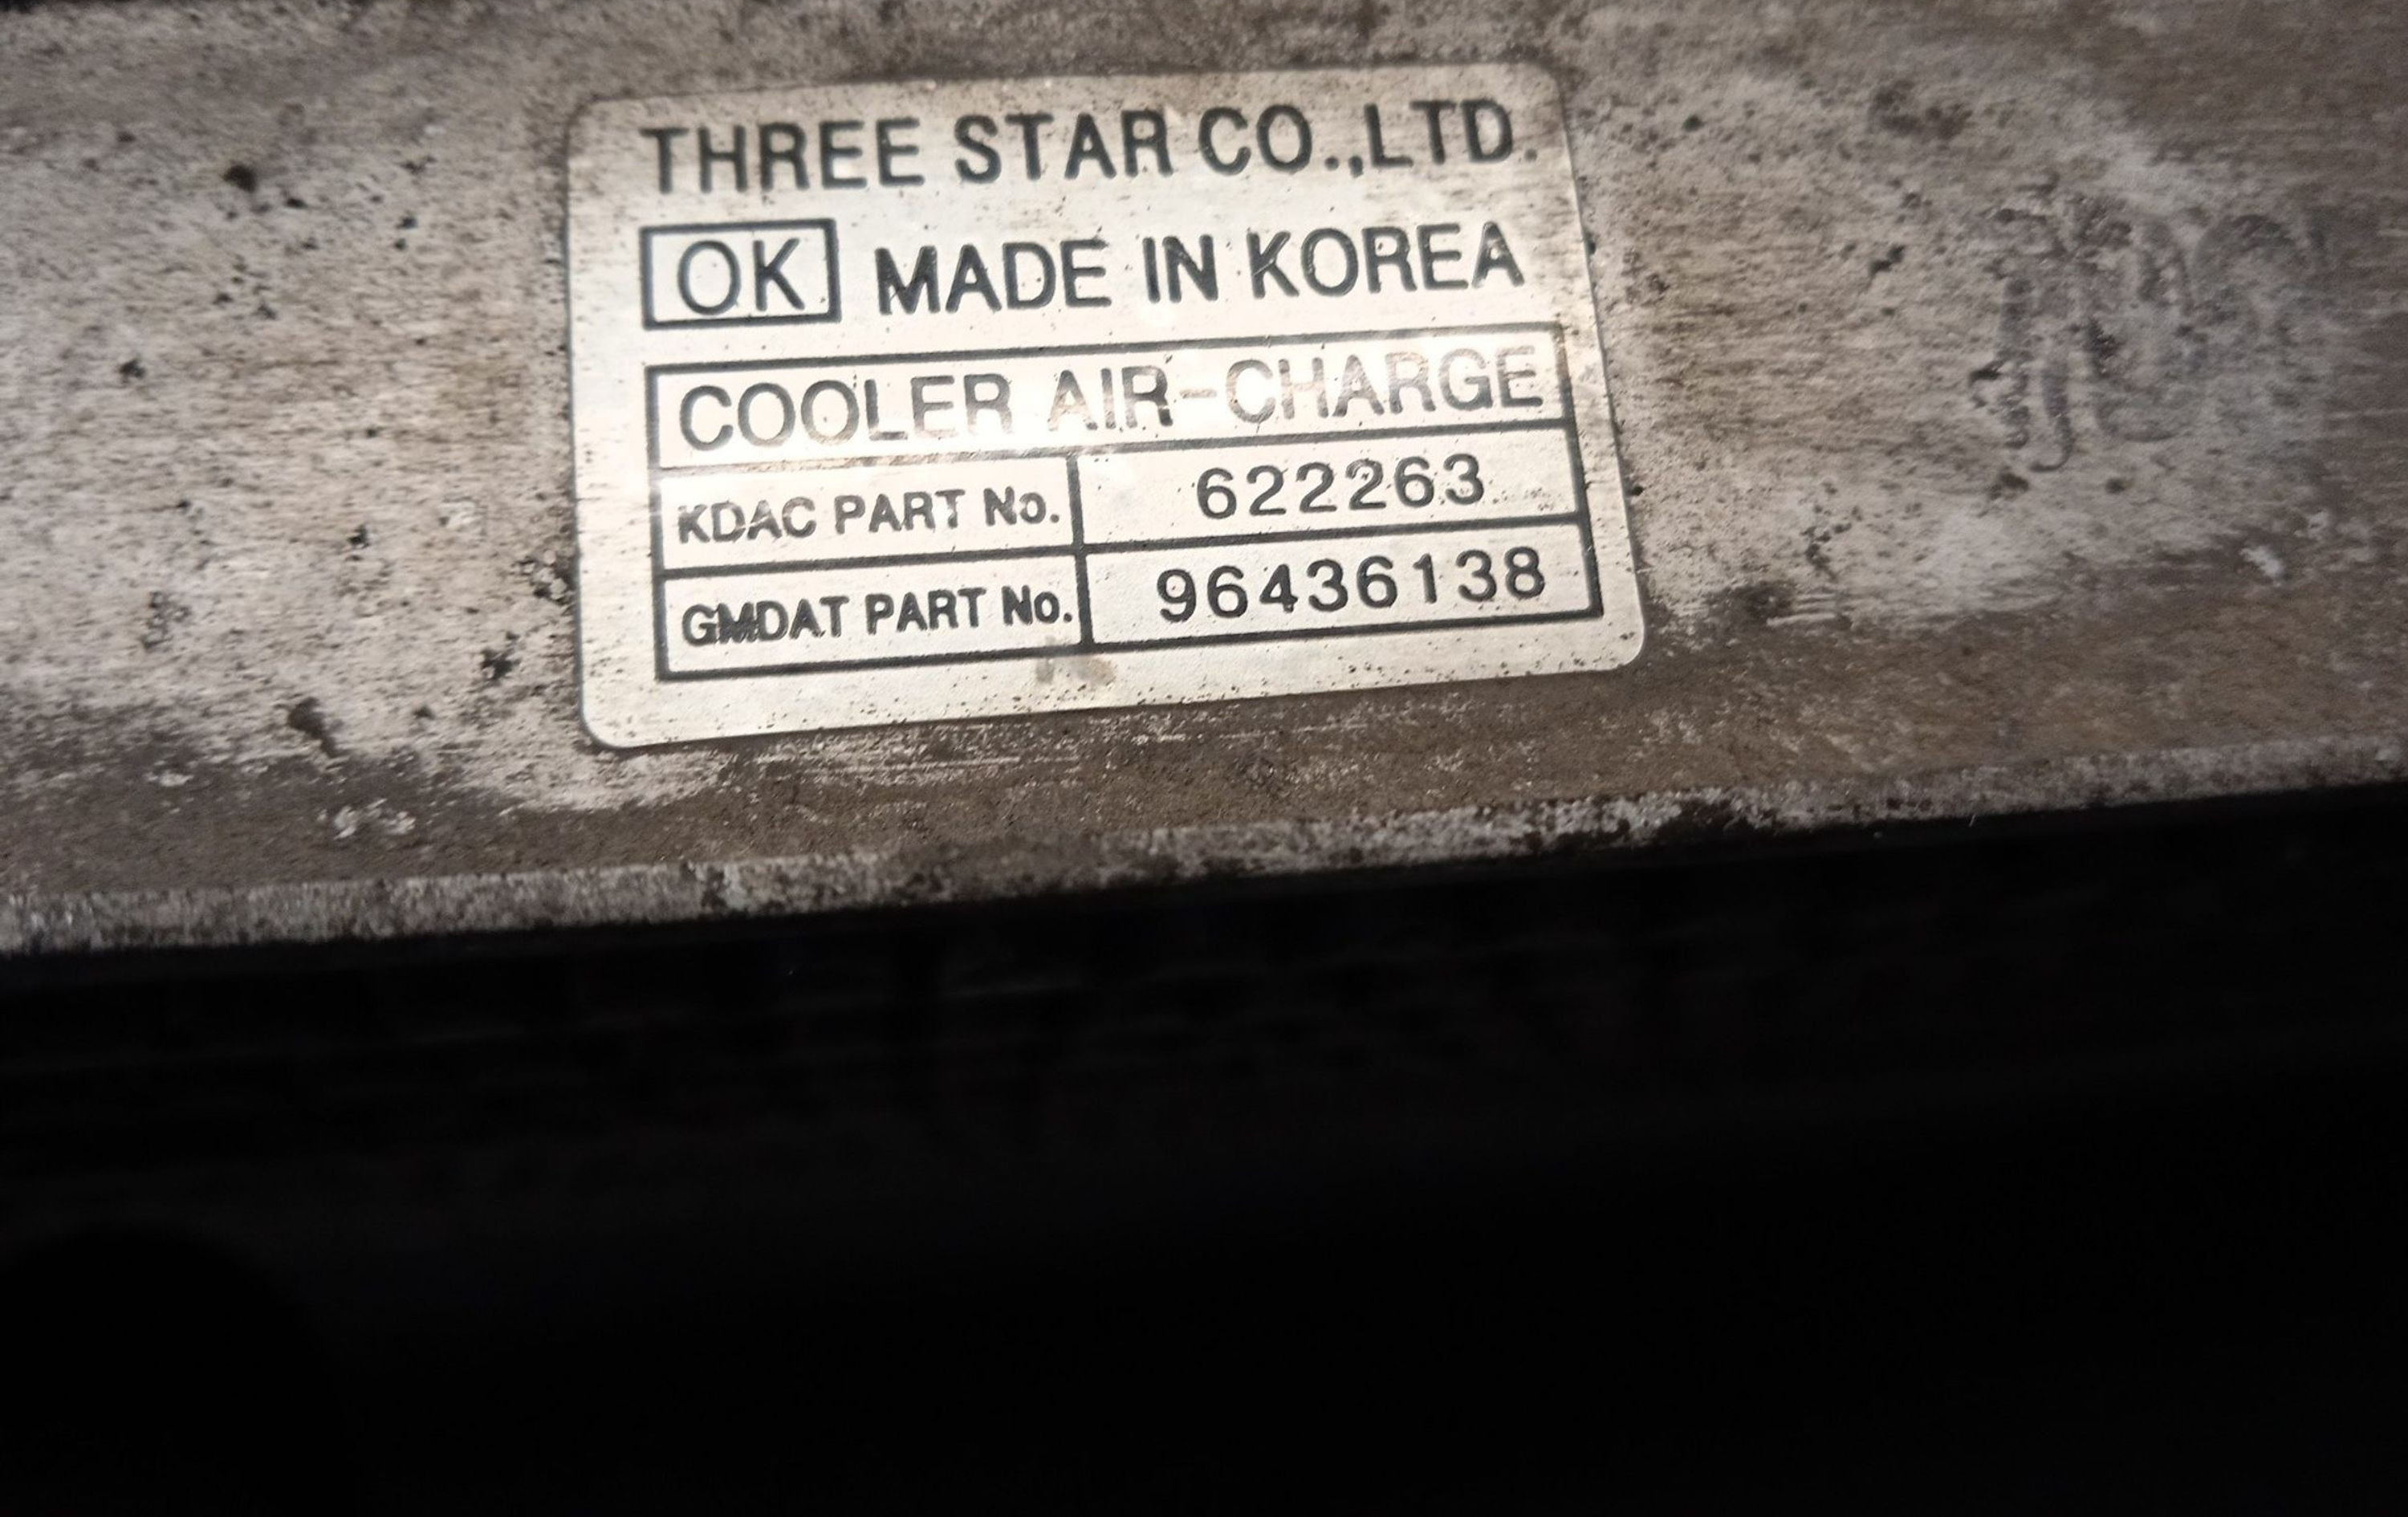 THREE STAR CO.,LTD.
OK MADE IN KOREA
COOLER AIR-CHARGE
KDAC PART No. 622263
GMDAT PART No. 96436138